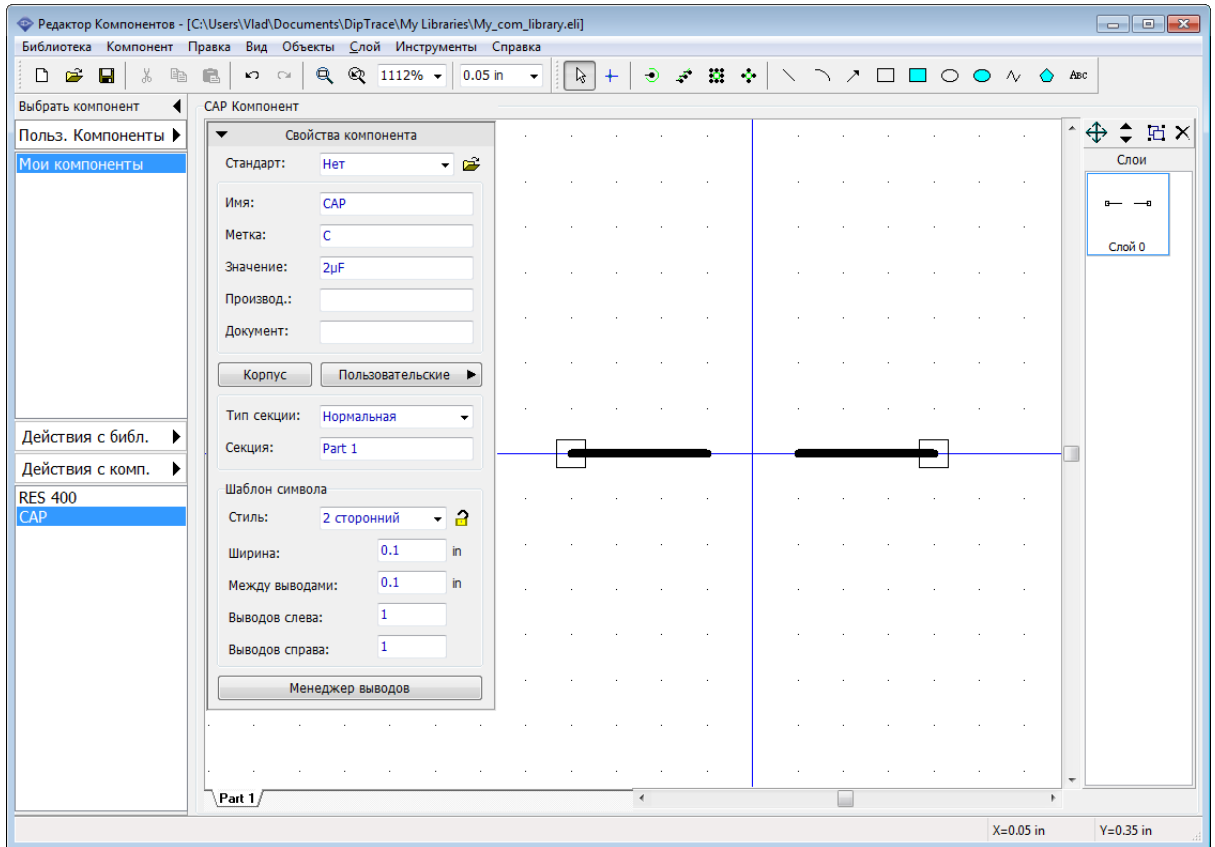 Редактор Компонентов - [C:\Users\Vlad\Documents\DipTrace\My Libraries\My_com_library.eli]
Библиотека Компонент Правка Вид Объекты Слой Инструменты Справка
1112% 0.05 in ABC
Выбрать компонент
CAP Компонент
Польз. Компоненты
Мои компоненты
Действия с библ.
Действия с комп.
RES 400
CAP
Свойства компонента
Стандарт: Нет
Имя: CAP
Метка: C
Значение: 2µF
Производ.:
Документ:
Корпус Пользовательские
Тип секции: Нормальная
Секция: Part 1
Шаблон символа
Стиль: 2 сторонний
Ширина: 0.1 in
Между выводами: 0.1 in
Выводов слева: 1
Выводов справа: 1
Менеджер выводов
Part 1
Слои
Слой 0
X=0.05 in Y=0.35 in